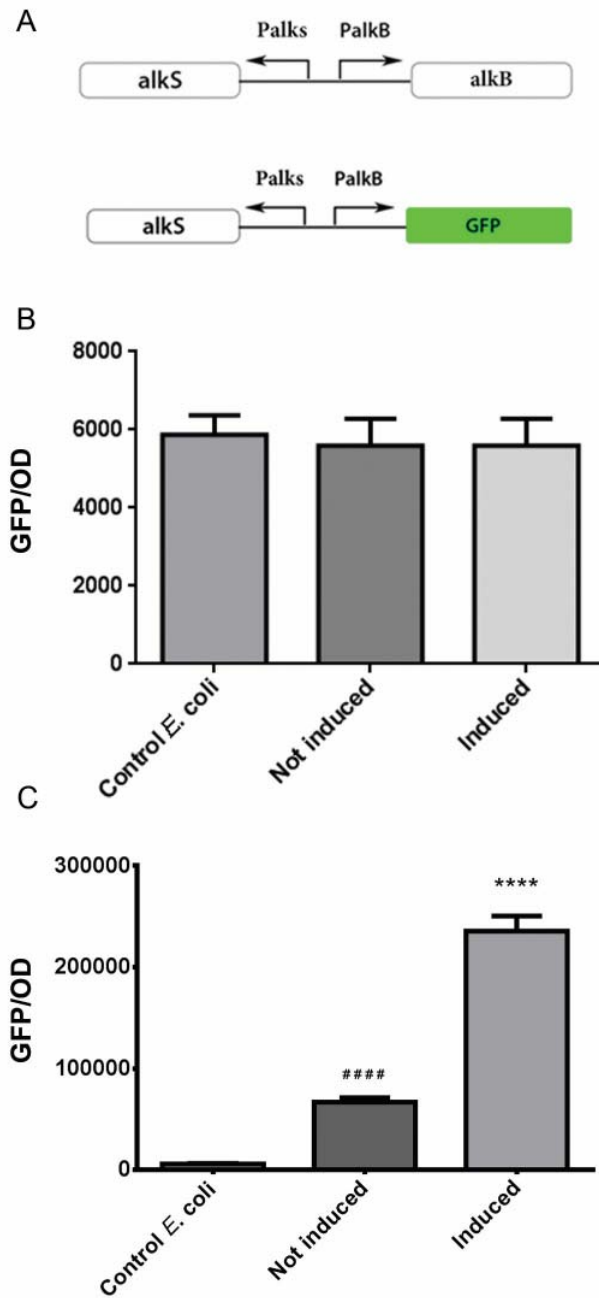 A
Palks PalkB
alkS alkB
Palks PalkB
alkS GFP
B
8000
6000
4000
2000
0
GFP/OD
Control E. coli
Not induced
Induced
C
300000
200000
100000
0
GFP/OD
####
****
Control E. coli
Not induced
Induced